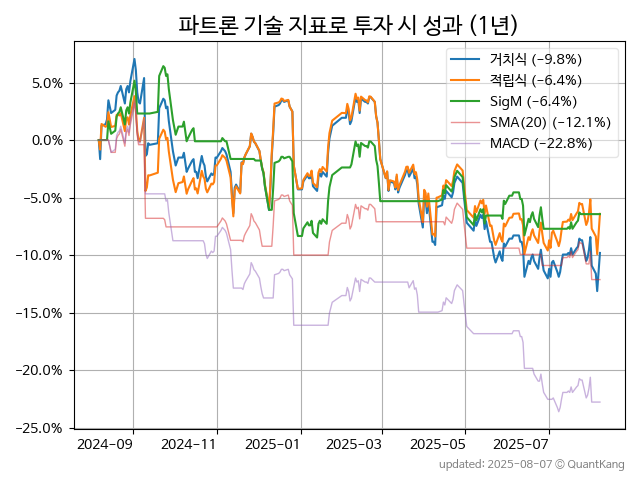 파트론 기술 지표로 투자 시 성과 (1년)
거치식 (−9.8%)
적립식 (−6.4%)
SigM (−6.4%)
SMA(20) (−12.1%)
MACD (−22.8%)
5.0%
0.0%
−5.0%
−10.0%
−15.0%
−20.0%
−25.0%
2024-09 2024-11 2025-01 2025-03 2025-05 2025-07
updated: 2025-08-07 © QuantKang